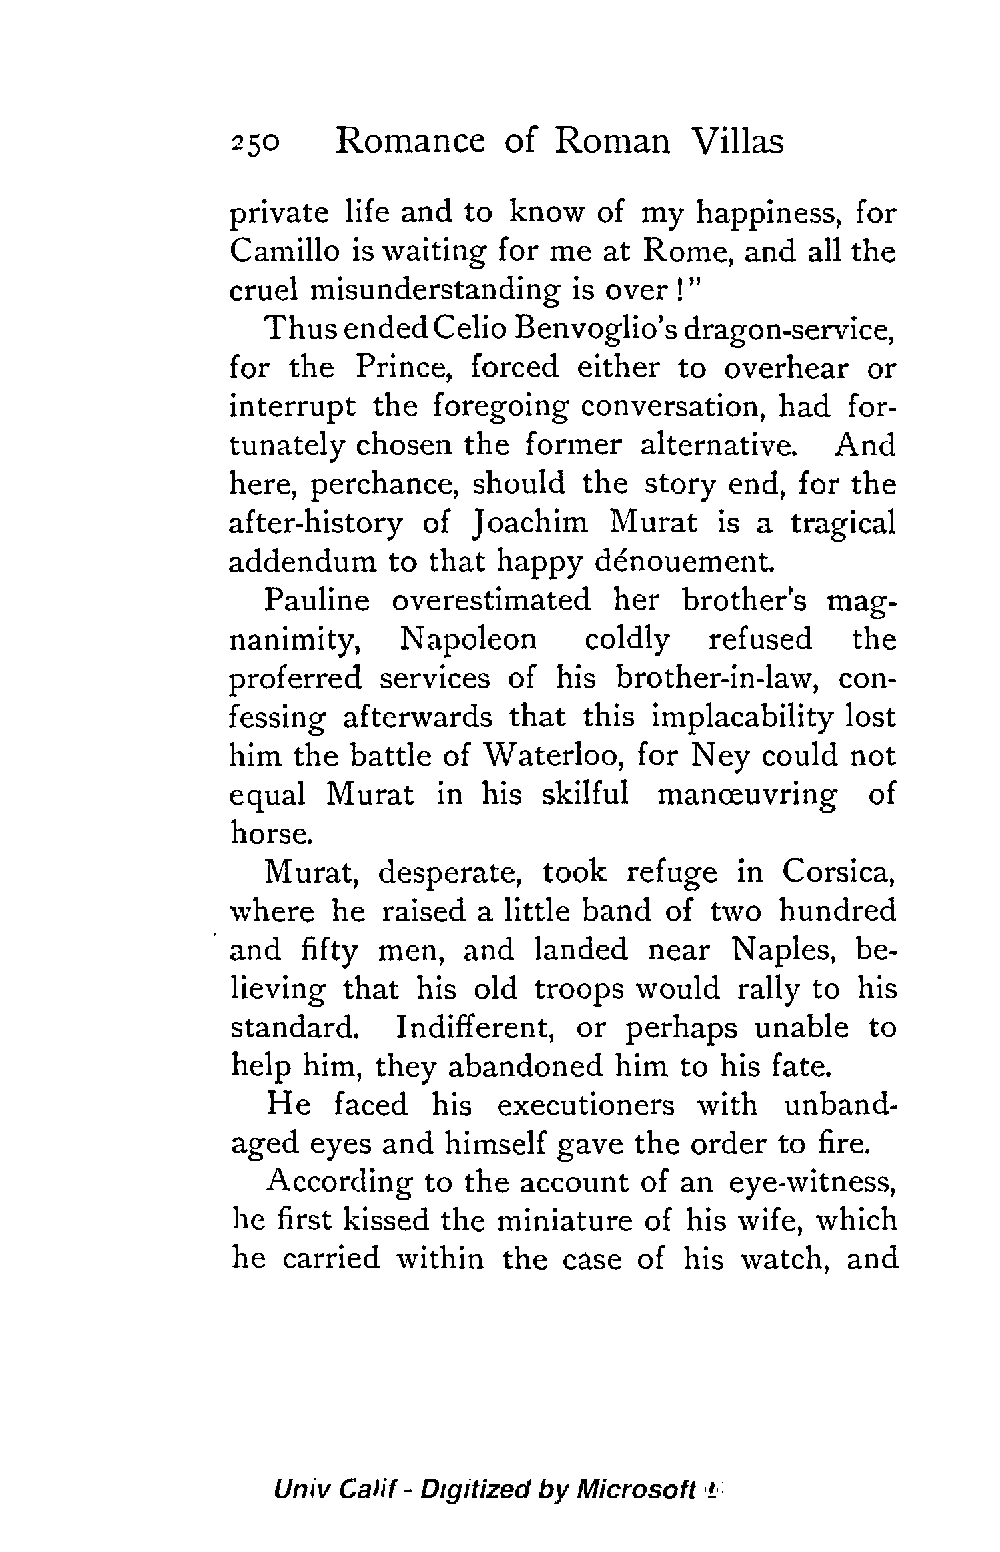 250 Romance of Roman Villas
private life and to know of my happiness, for
Camillo is waiting for me at Rome, and all the
cruel misunderstanding is over!"
Thus ended Celio Benvoglio's dragon-service,
for the Prince, forced either to overhear or
interrupt the foregoing conversation, had for-
tunately chosen the former alternative. And
here, perchance, should the story end, for the
after-history of Joachim Murat is a tragical
addendum to that happy dénouement.
Pauline overestimated her brother's mag-
nanimity, Napoleon coldly refused the
proferred services of his brother-in-law, con-
fessing afterwards that this implacability lost
him the battle of Waterloo, for Ney could not
equal Murat in his skilful manœuvring of
horse.
Murat, desperate, took refuge in Corsica,
where he raised a little band of two hundred
and fifty men, and landed near Naples, be-
lieving that his old troops would rally to his
standard. Indifferent, or perhaps unable to
help him, they abandoned him to his fate.
He faced his executioners with unband-
aged eyes and himself gave the order to fire.
According to the account of an eye-witness,
he first kissed the miniature of his wife, which
he carried within the case of his watch, and
Univ Calif - Digitized by Microsoft